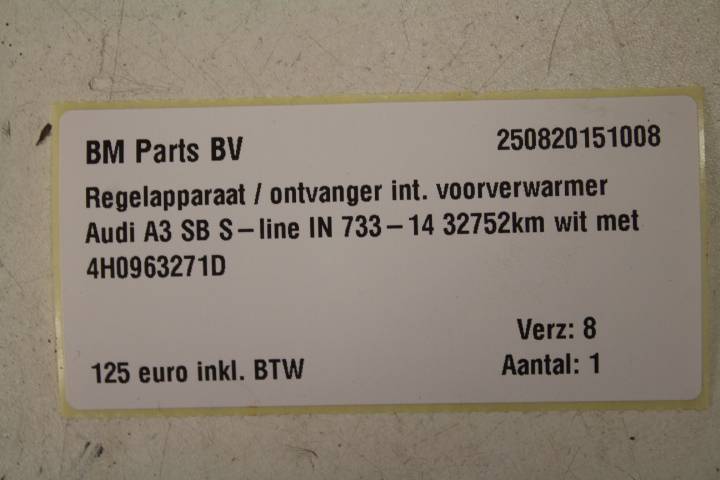 BM Parts BV 250820151008
Regelapparaat / ontvanger int. voorverwarmer
Audi A3 SB S-line IN 733-14 32752km wit met
4H0963271D
Verz: 8
125 euro inkl. BTW Aantal: 1